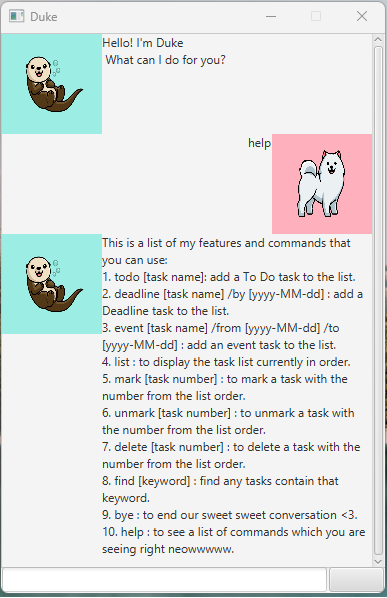 Duke
Hello! I'm Duke
What can I do for you?
help
This is a list of my features and commands that
you can use:
1. todo [task name]: add a To Do task to the list.
2. deadline [task name] /by [yyyy-MM-dd] : add a
Deadline task to the list.
3. event [task name] /from [yyyy-MM-dd] /to
[yyyy-MM-dd] : add an event task to the list.
4. list : to display the task list currently in order.
5. mark [task number] : to mark a task with the
number from the list order.
6. unmark [task number] : to unmark a task with
the number from the list order.
7. delete [task number] : to delete a task with the
number from the list order.
8. find [keyword] : find any tasks contain that
keyword.
9. bye : to end our sweet sweet conversation <3.
10. help : to see a list of commands which you are
seeing right neowwwww.